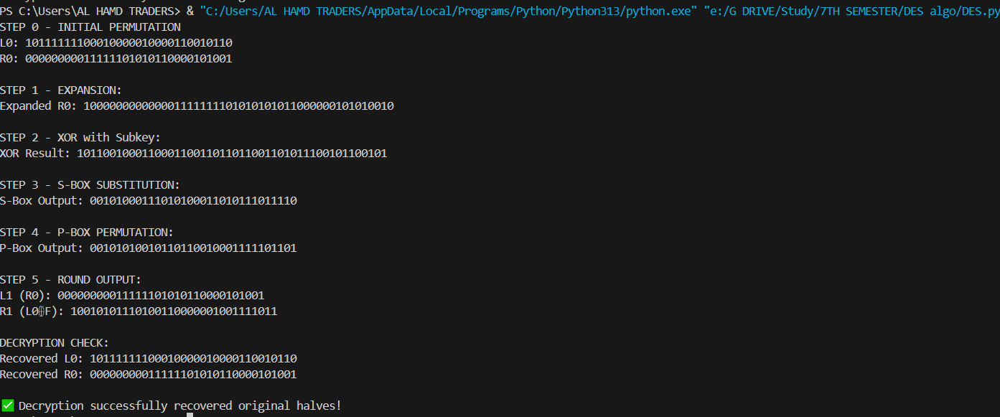 PS C:\Users\AL HAMD TRADERS> & "C:/Users/AL HAMD TRADERS/AppData/Local/Programs/Python/Python313/python.exe" "e:/G DRIVE/Study/7TH SEMESTER/DES algo/DES.py
STEP 0 - INITIAL PERMUTATION
L0: 10111111100010000010000110010110
R0: 00000000011111101010110000101001
STEP 1 - EXPANSION:
Expanded R0: 100000000000001111111101010101011000000101010010
STEP 2 - XOR with Subkey:
XOR Result: 101100100011000110011011011001101011100101100101
STEP 3 - S-BOX SUBSTITUTION:
S-Box Output: 00101000111010100011010111011110
STEP 4 - P-BOX PERMUTATION:
P-Box Output: 00101010010110110010001111101101
STEP 5 - ROUND OUTPUT:
L1 (R0): 00000000011111101010110000101001
R1 (L0⊕F): 10010101110100110000001001111011
DECRYPTION CHECK:
Recovered L0: 10111111100010000010000110010110
Recovered R0: 00000000011111101010110000101001
✅ Decryption successfully recovered original halves!